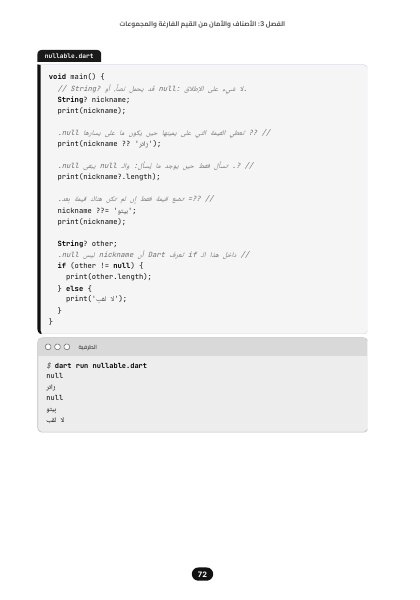 الفصل 3: الأصناف والأمان من القيم الفارغة والمجموعات
nullable.dart
void main() {
// String? قد يحمل نصاً، أو null: لا شيء على الإطلاق.
String? nickname;
print(nickname);
// ?? تعطي القيمة التي على يمينها حين يكون ما على يسارها null.
print(nickname ?? 'زائر');
// ?. تسأل فقط حين يوجد ما يُسأل: والـ null يبقى null.
print(nickname?.length);
// ??= تضع قيمة فقط إن لم تكن هناك قيمة بعد.
nickname ??= 'بيتو';
print(nickname);
String? other;
// داخل هذا الـ if تعرف Dart أن nickname ليس null.
if (other != null) {
print(other.length);
} else {
print('لا لقب');
}
}
الطرفية
$ dart run nullable.dart
null
زائر
null
بيتو
لا لقب
72